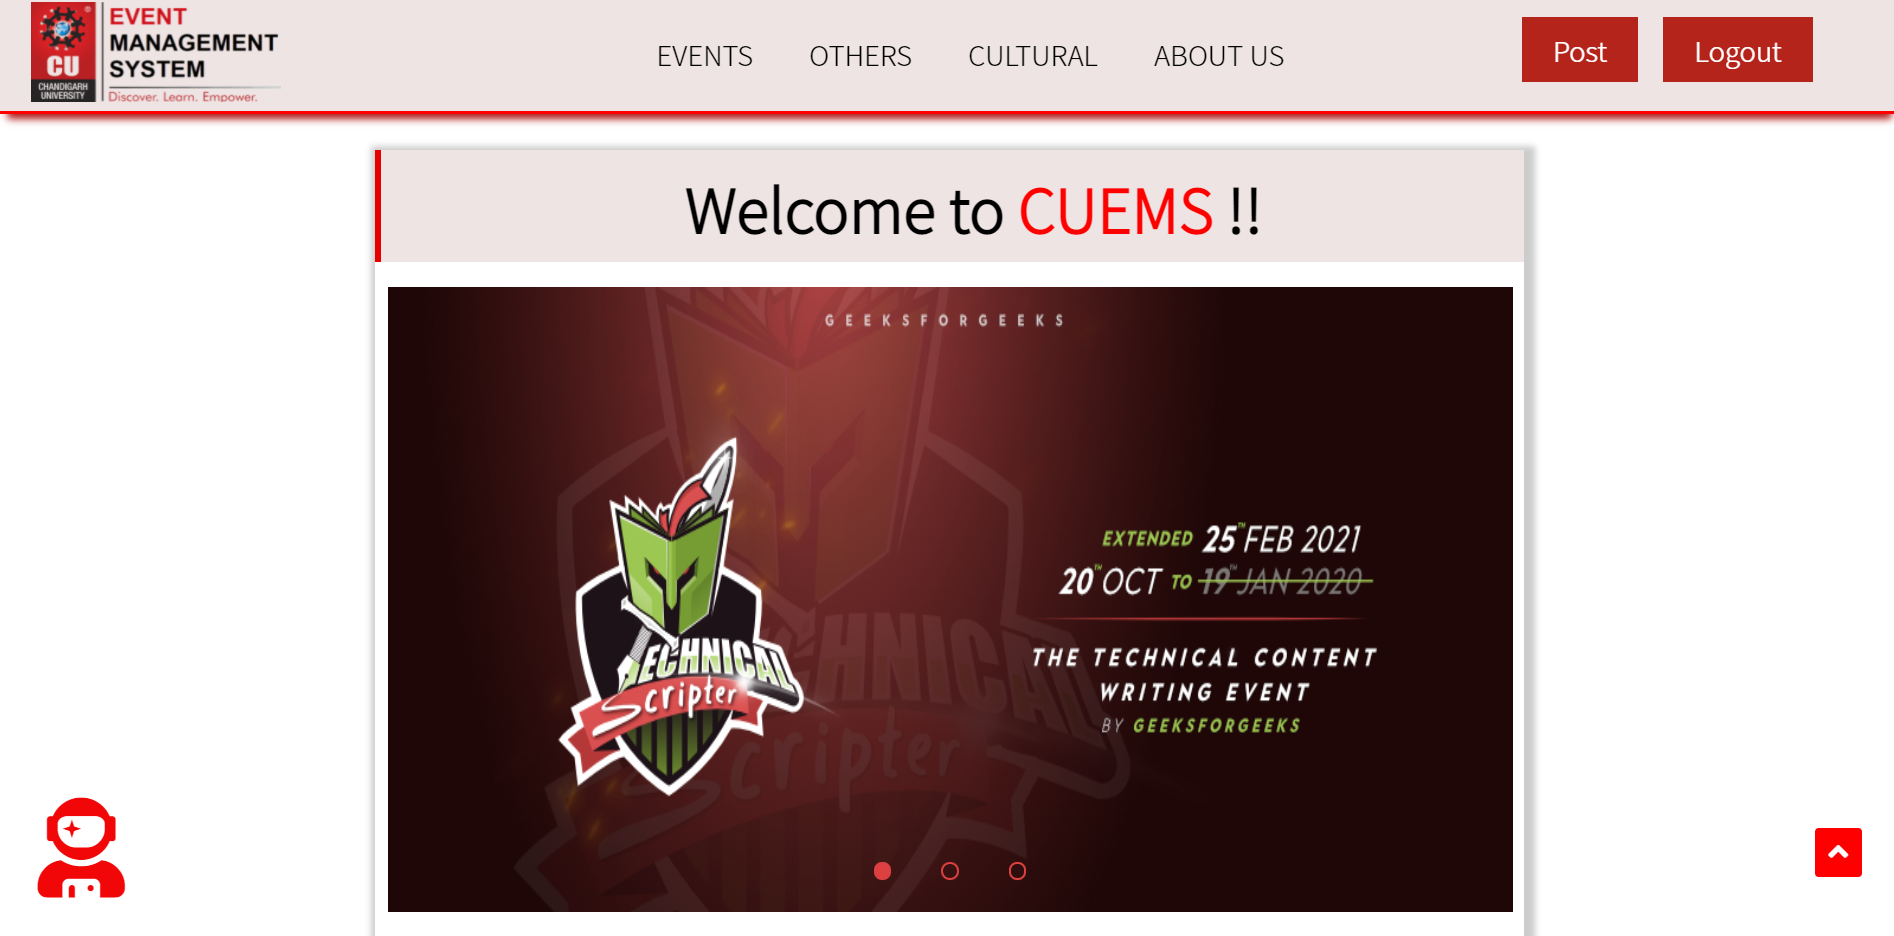 EVENT
MANAGEMENT
SYSTEM
CU
CHANDIGARH
UNIVERSITY
Discover. Learn. Empower.
EVENTS OTHERS CULTURAL ABOUT US
Post Logout
Welcome to CUEMS !!
GEEKSFORGEEKS
EXTENDED 25TH FEB 2021
20TH OCT TO 19TH JAN 2020
TECHNICAL
Scripter
THE TECHNICAL CONTENT
WRITING EVENT
BY GEEKSFORGEEKS
HNICAL
Scripter